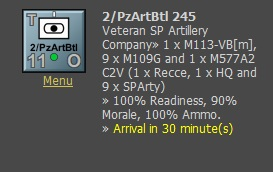 T
2/PzArtBtl
11 O
Menu
2/PzArtBtl 245
Veteran SP Artillery
Company» 1 x M113-VB[m],
9 x M109G and 1 x M577A2
C2V (1 x Recce, 1 x HQ and
9 x SPArty)
» 100% Readiness, 90%
Morale, 100% Ammo.
» Arrival in 30 minute(s)